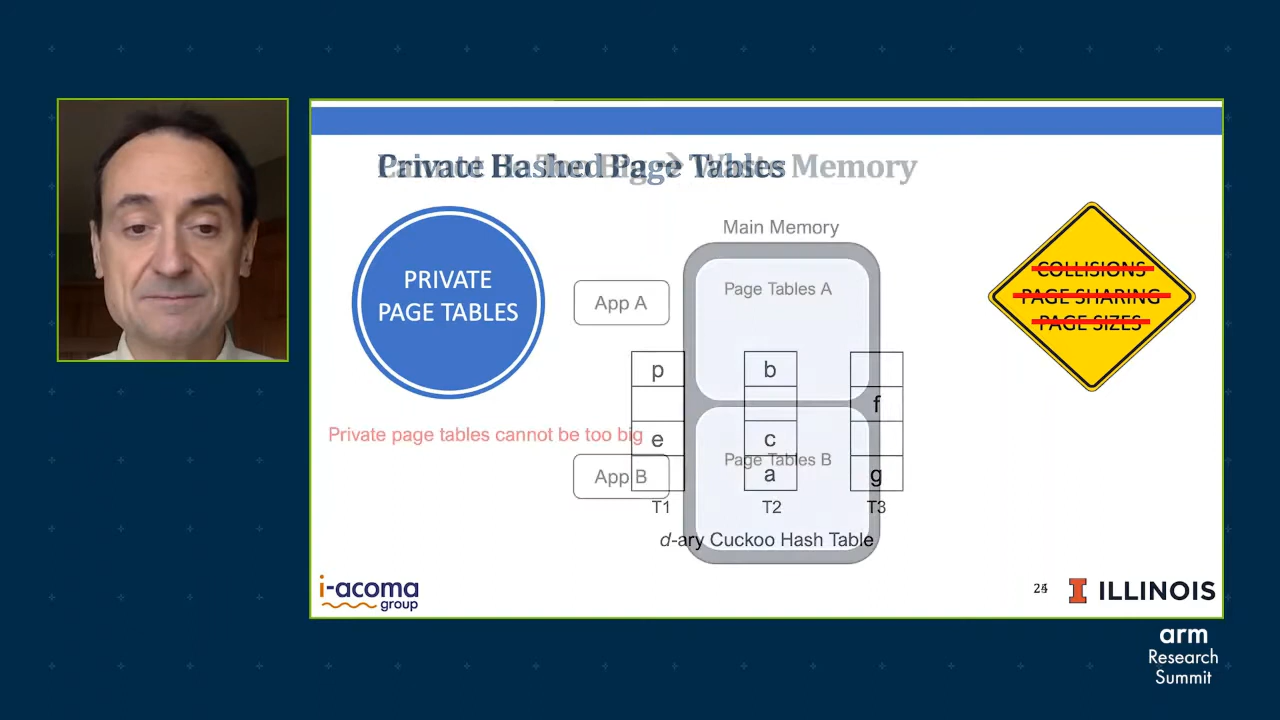 Private Hashed Page Tables
Memory
Main Memory
PRIVATE
PAGE TABLES
App A
Page Tables A
COLLISIONS
PAGE SHARING
PAGE SIZES
p
b
f
Private page tables cannot be too big
e
c
Page Tables B
App B
a
g
T1
T2
T3
d-ary Cuckoo Hash Table
i-acoma
group
ILLINOIS
arm
Research
Summit